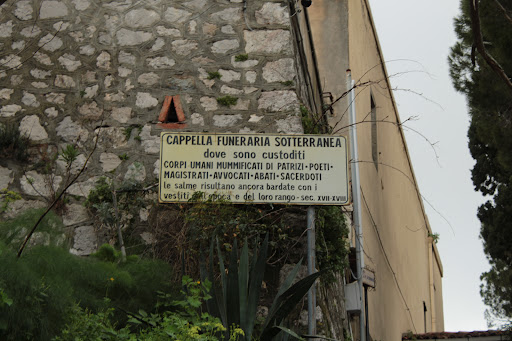 CAPPELLA FUNERARIA SOTTERRANEA
dove sono custoditi
CORPI UMANI MUMMIFICATI DI PATRIZI-POETI-
MAGISTRATI-AVVOCATI-ABATI-SACERDOTI
le salme risultano ancora bardate con i
vestiti dell'epoca e del loro rango-sec. XVII-XVIII